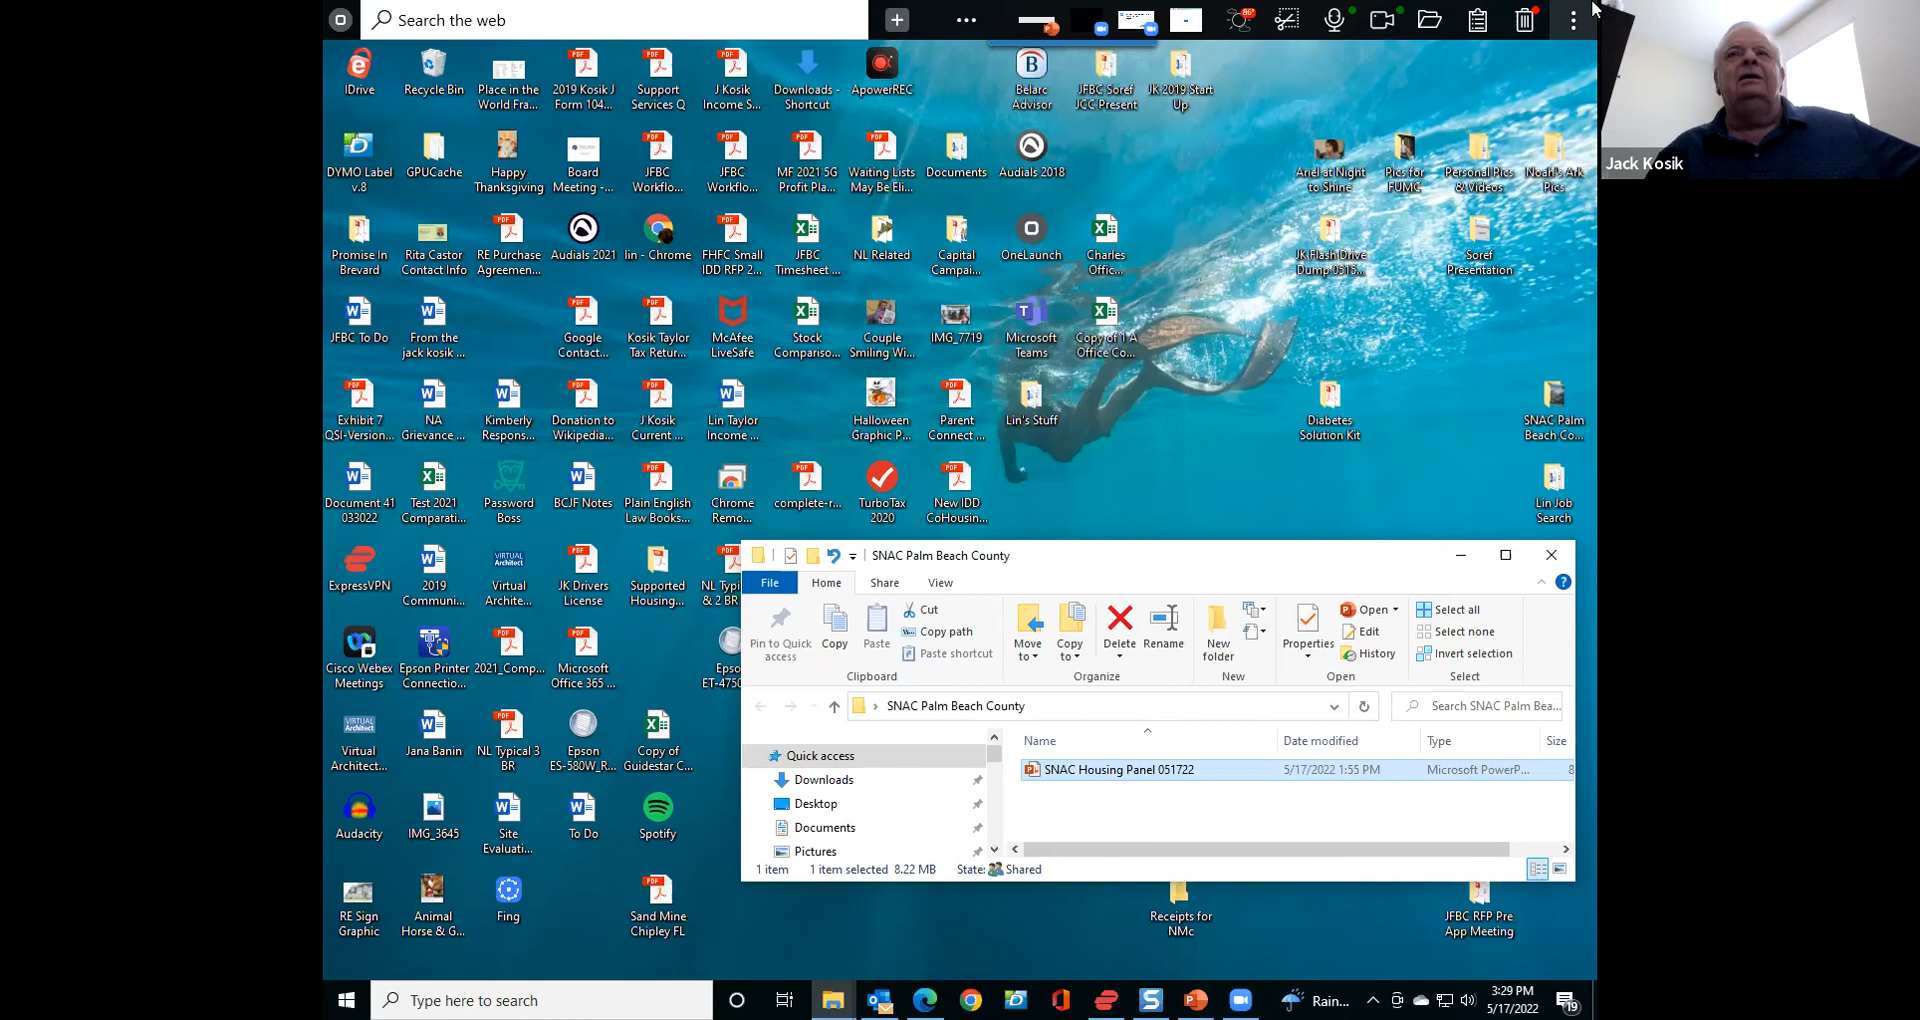 Search the web
86°
Jack Kosik
IDrive
Recycle Bin
Place in the
World Fra...
2019 Kosik J
Form 104...
Support
Services Q
J Kosik
Income S...
Downloads -
Shortcut
ApowerREC
Belarc
Advisor
JFBC Soref
JCC Present
JK 2019 Start
Up
DYMO Label
v.8
GPUCache
Happy
Thanksgiving
Board
Meeting -...
JFBC
Workflo...
JFBC
Workflo...
MF 2021 5G
Profit Pla...
Waiting Lists
May Be Eli...
Documents
Audials 2018
Ariel at Night
to Shine
Pics for
FUMC
Personal Pics
& Videos
Noah's Ark
Pics
Promise In
Brevard
Rita Castor
Contact Info
RE Purchase
Agreemen...
Audials 2021
lin - Chrome
FHFC Small
IDD RFP 2...
JFBC
Timesheet ...
NL Related
Capital
Campai...
OneLaunch
Charles
Offic...
JK Flash Drive
Dump 0515...
Soref
Presentation
JFBC To Do
From the
jack kosik ...
Google
Contact...
Kosik Taylor
Tax Retur...
McAfee
LiveSafe
Stock
Compariso...
Couple
Smiling Wi...
IMG_7719
Microsoft
Teams
Copy of 1 A
Office Co...
Exhibit 7
QSI-Version...
NA
Grievance ...
Kimberly
Respons...
Donation to
Wikipedia...
J Kosik
Current ...
Lin Taylor
Income ...
Halloween
Graphic P...
Parent
Connect ...
Lin's Stuff
Diabetes
Solution Kit
SNAC Palm
Beach Co...
Document 41
033022
Test 2021
Comparati...
Password
Boss
BCJF Notes
Plain English
Law Books...
Chrome
Remo...
complete-r...
TurboTax
2020
New IDD
CoHousin...
Lin Job
Search
ExpressVPN
2019
Communi...
Virtual
Archite...
JK Drivers
License
Supported
Housing...
NL Typi
& 2 BR
Cisco Webex
Meetings
Epson Printer
Connectio...
2021_Comp...
Microsoft
Office 365 ...
Epso
ET-4750
Virtual
Architect...
Jana Banin
NL Typical 3
BR
Epson
ES-580W_R...
Copy of
Guidestar C...
Audacity
IMG_3645
Site
Evaluati...
To Do
Spotify
RE Sign
Graphic
Animal
Horse & G...
Fing
Sand Mine
Chipley FL
Receipts for
NMc
JFBC RFP Pre
App Meeting
SNAC Palm Beach County
File Home Share View
Pin to Quick
access
Copy
Paste
Cut
Copy path
Paste shortcut
Clipboard
Move
to
Copy
to
Delete
Rename
Organize
New
folder
New
Properties
Open
Edit
History
Open
Select all
Select none
Invert selection
Select
SNAC Palm Beach County
Search SNAC Palm Bea...
Quick access
Downloads
Desktop
Documents
Pictures
Name Date modified Type Size
SNAC Housing Panel 051722 5/17/2022 1:55 PM Microsoft PowerP... 8
1 item 1 item selected 8.22 MB State: Shared
Type here to search
Rain...
3:29 PM
5/17/2022
19